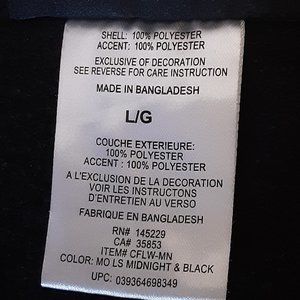 SHELL: 100% POLYESTER
ACCENT: 100% POLYESTER
EXCLUSIVE OF DECORATION
SEE REVERSE FOR CARE INSTRUCTION
MADE IN BANGLADESH
L/G
COUCHE EXTERIEURE:
100% POLYESTER
ACCENT : 100% POLYESTER
A L'EXCLUSION DE LA DECORATION
VOIR LES INSTRUCTONS
D'ENTRETIEN AU VERSO
FABRIQUE EN BANGLADESH
RN# 145229
CA# 35853
ITEM# CFLW-MN
COLOR: MO LS MIDNIGHT & BLACK
UPC: 039364698349